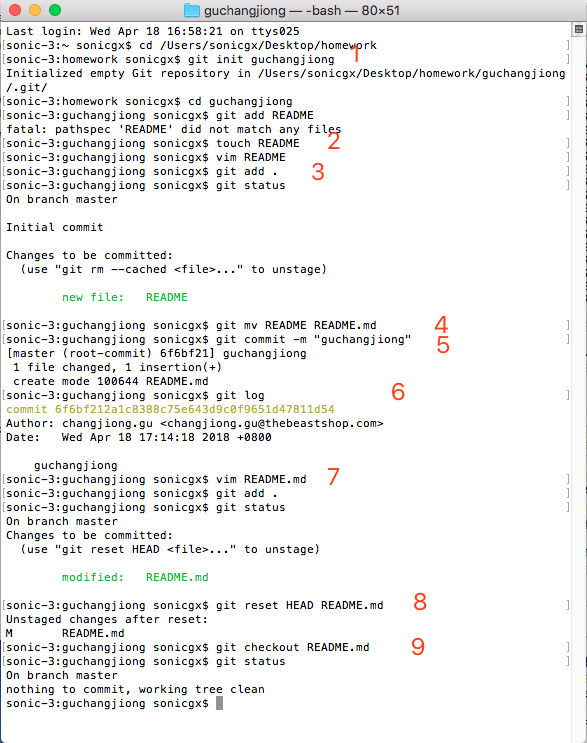 guchangjiong — -bash — 80×51
Last login: Wed Apr 18 16:58:21 on ttys025
[sonic-3:~ sonicgx$ cd /Users/sonicgx/Desktop/homework ]
[sonic-3:homework sonicgx$ git init guchangjiong 1 ]
Initialized empty Git repository in /Users/sonicgx/Desktop/homework/guchangjiong
/.git/
[sonic-3:homework sonicgx$ cd guchangjiong ]
[sonic-3:guchangjiong sonicgx$ git add README ]
fatal: pathspec 'README' did not match any files
[sonic-3:guchangjiong sonicgx$ touch README 2 ]
[sonic-3:guchangjiong sonicgx$ vim README ]
[sonic-3:guchangjiong sonicgx$ git add . 3 ]
[sonic-3:guchangjiong sonicgx$ git status ]
On branch master
Initial commit
Changes to be committed:
(use "git rm --cached <file>..." to unstage)
new file: README
[sonic-3:guchangjiong sonicgx$ git mv README README.md 4 ]
[sonic-3:guchangjiong sonicgx$ git commit -m "guchangjiong" 5 ]
[master (root-commit) 6f6bf21] guchangjiong
1 file changed, 1 insertion(+)
create mode 100644 README.md
[sonic-3:guchangjiong sonicgx$ git log 6 ]
commit 6f6bf212a1c8388c75e643d9c0f9651d47811d54
Author: changjiong.gu <changjiong.gu@thebeastshop.com>
Date: Wed Apr 18 17:14:18 2018 +0800
guchangjiong
[sonic-3:guchangjiong sonicgx$ vim README.md 7 ]
[sonic-3:guchangjiong sonicgx$ git add . ]
[sonic-3:guchangjiong sonicgx$ git status ]
On branch master
Changes to be committed:
(use "git reset HEAD <file>..." to unstage)
modified: README.md
[sonic-3:guchangjiong sonicgx$ git reset HEAD README.md 8 ]
Unstaged changes after reset:
M README.md
[sonic-3:guchangjiong sonicgx$ git checkout README.md 9 ]
[sonic-3:guchangjiong sonicgx$ git status ]
On branch master
nothing to commit, working tree clean
sonic-3:guchangjiong sonicgx$